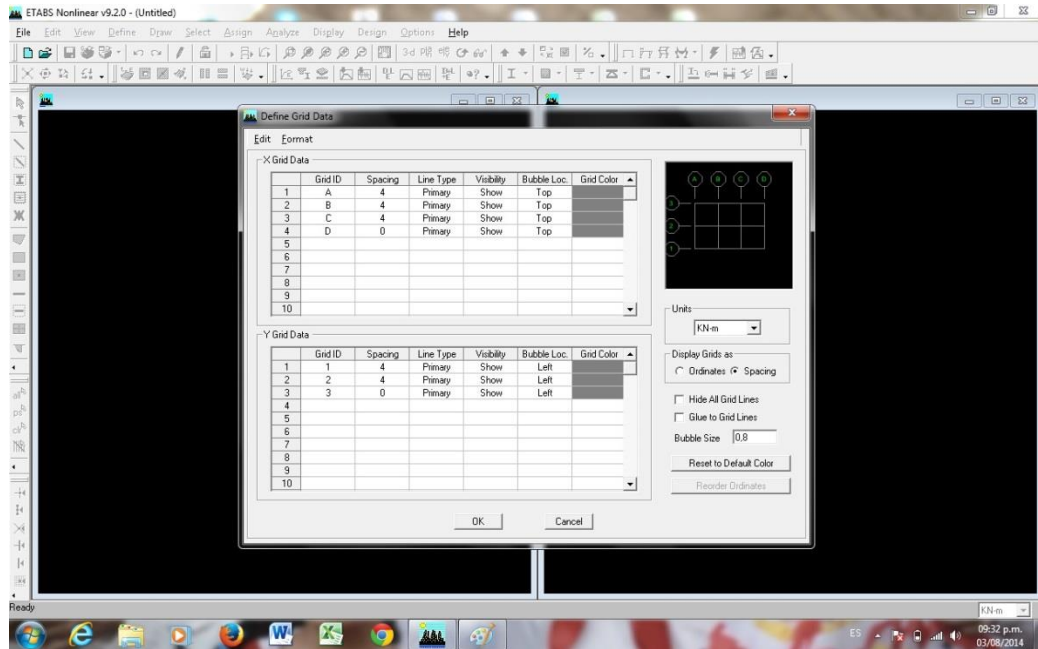 ETABS Nonlinear v9.2.0 - (Untitled)
File Edit View Define Draw Select Assign Analyze Display Design Options Help
Define Grid Data
Edit Format
X Grid Data
Grid ID Spacing Line Type Visibility Bubble Loc. Grid Color
1 A 4 Primary Show Top
2 B 4 Primary Show Top
3 C 4 Primary Show Top
4 D 0 Primary Show Top
5
6
7
8
9
10
A B C D
3
2
1
Units
KN-m
Y Grid Data
Grid ID Spacing Line Type Visibility Bubble Loc. Grid Color
1 1 4 Primary Show Left
2 2 4 Primary Show Left
3 3 0 Primary Show Left
4
5
6
7
8
9
10
Display Grids as
Ordinates Spacing
Hide All Grid Lines
Glue to Grid Lines
Bubble Size 0,8
Reset to Default Color
Reorder Ordinates
OK Cancel
Ready
KN-m
ES
09:32 p.m.
03/08/2014